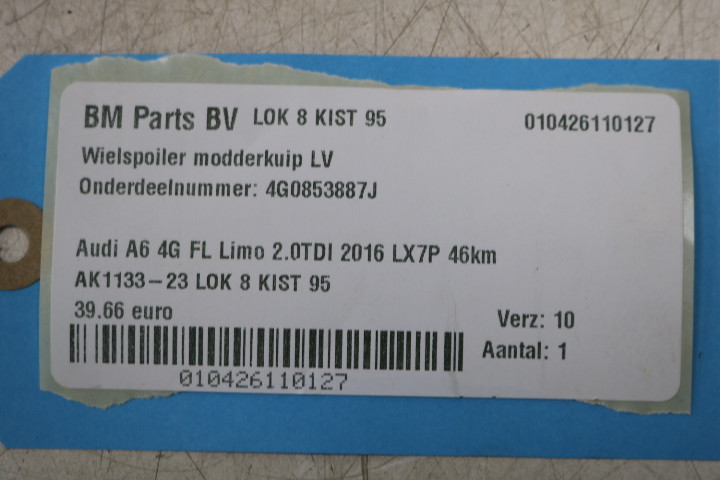 BM Parts BV LOK 8 KIST 95 010426110127
Wielspoiler modderkuip LV
Onderdeelnummer: 4G0853887J
Audi A6 4G FL Limo 2.0TDI 2016 LX7P 46km
AK1133-23 LOK 8 KIST 95
39.66 euro
Verz: 10
Aantal: 1
010426110127